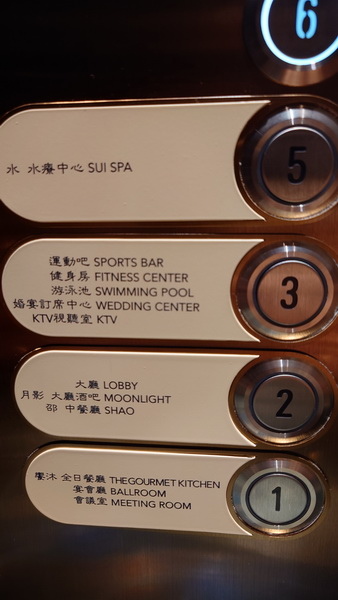 6
水 水療中心 SUI SPA
5
運動吧 SPORTS BAR
健身房 FITNESS CENTER
游泳池 SWIMMING POOL
婚宴訂席中心 WEDDING CENTER
KTV視聽室 KTV
3
大廳 LOBBY
月影 大廳酒吧 MOONLIGHT
邵 中餐廳 SHAO
2
饗沐 全日餐廳 THE GOURMET KITCHEN
宴會廳 BALLROOM
會議室 MEETING ROOM
1